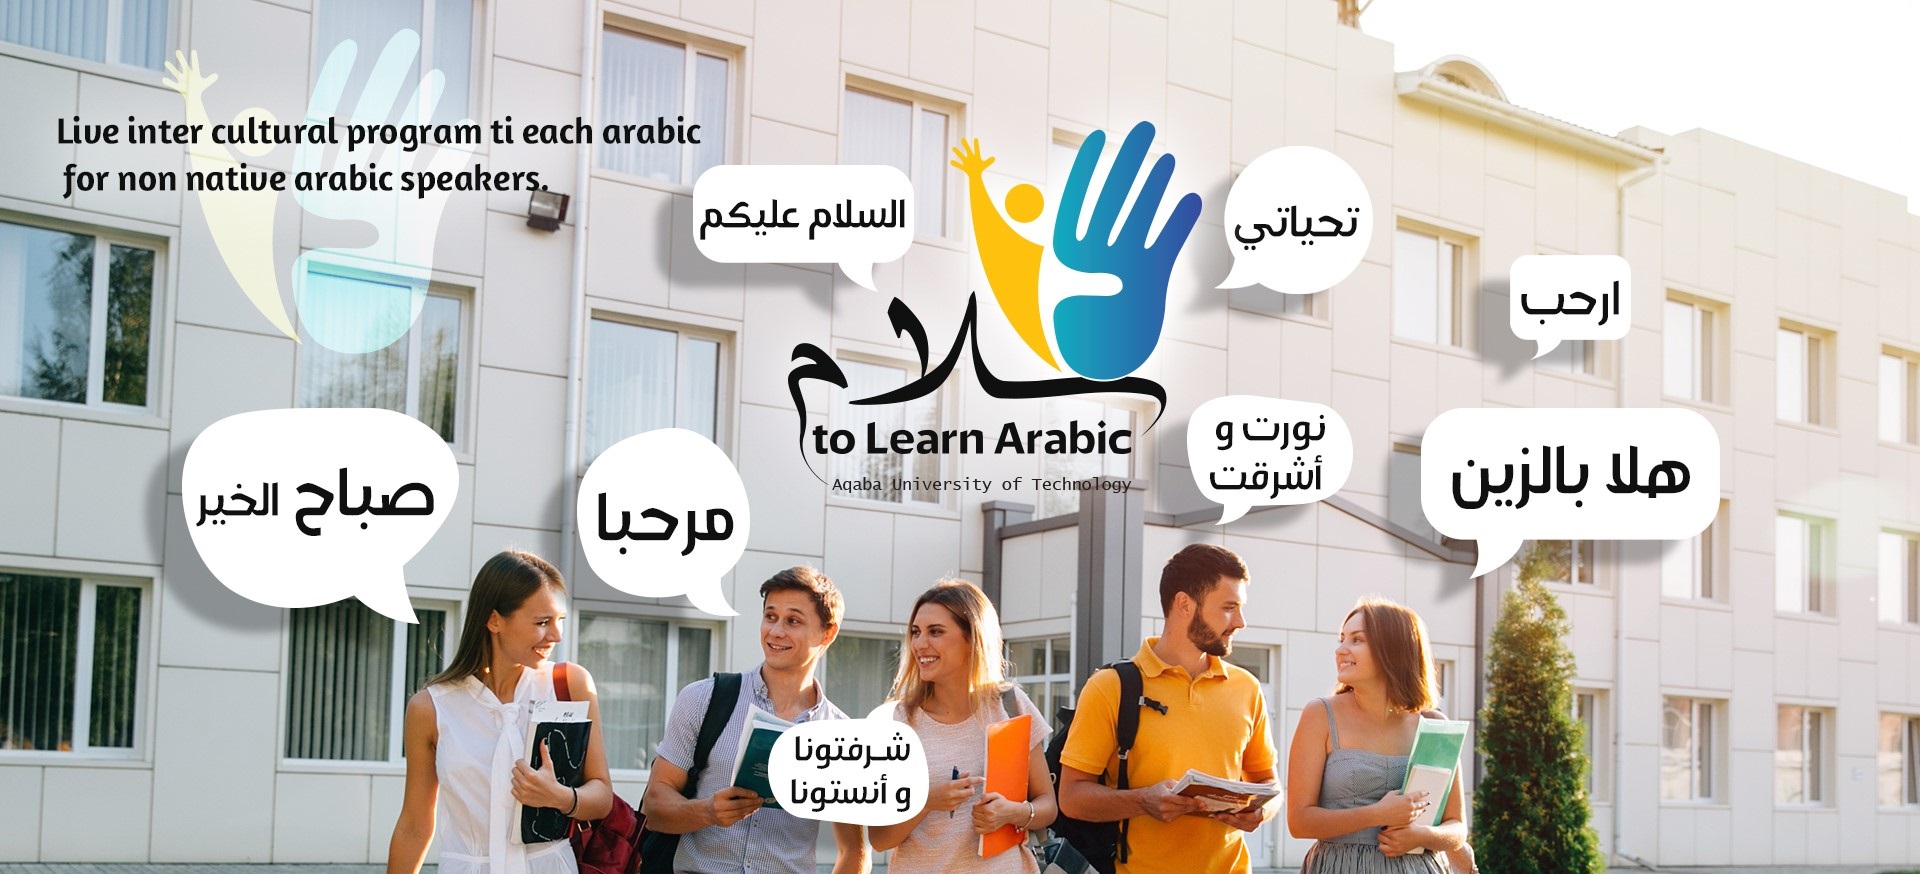 Live inter cultural program ti each arabic
for non native arabic speakers.
السلام عليكم
تحياتي
ارحب
سلام
to Learn Arabic
Aqaba University of Technology
صباح الخير
مرحبا
نورت و
أشرقت
هلا بالزين
شرفتونا
و أنستونا